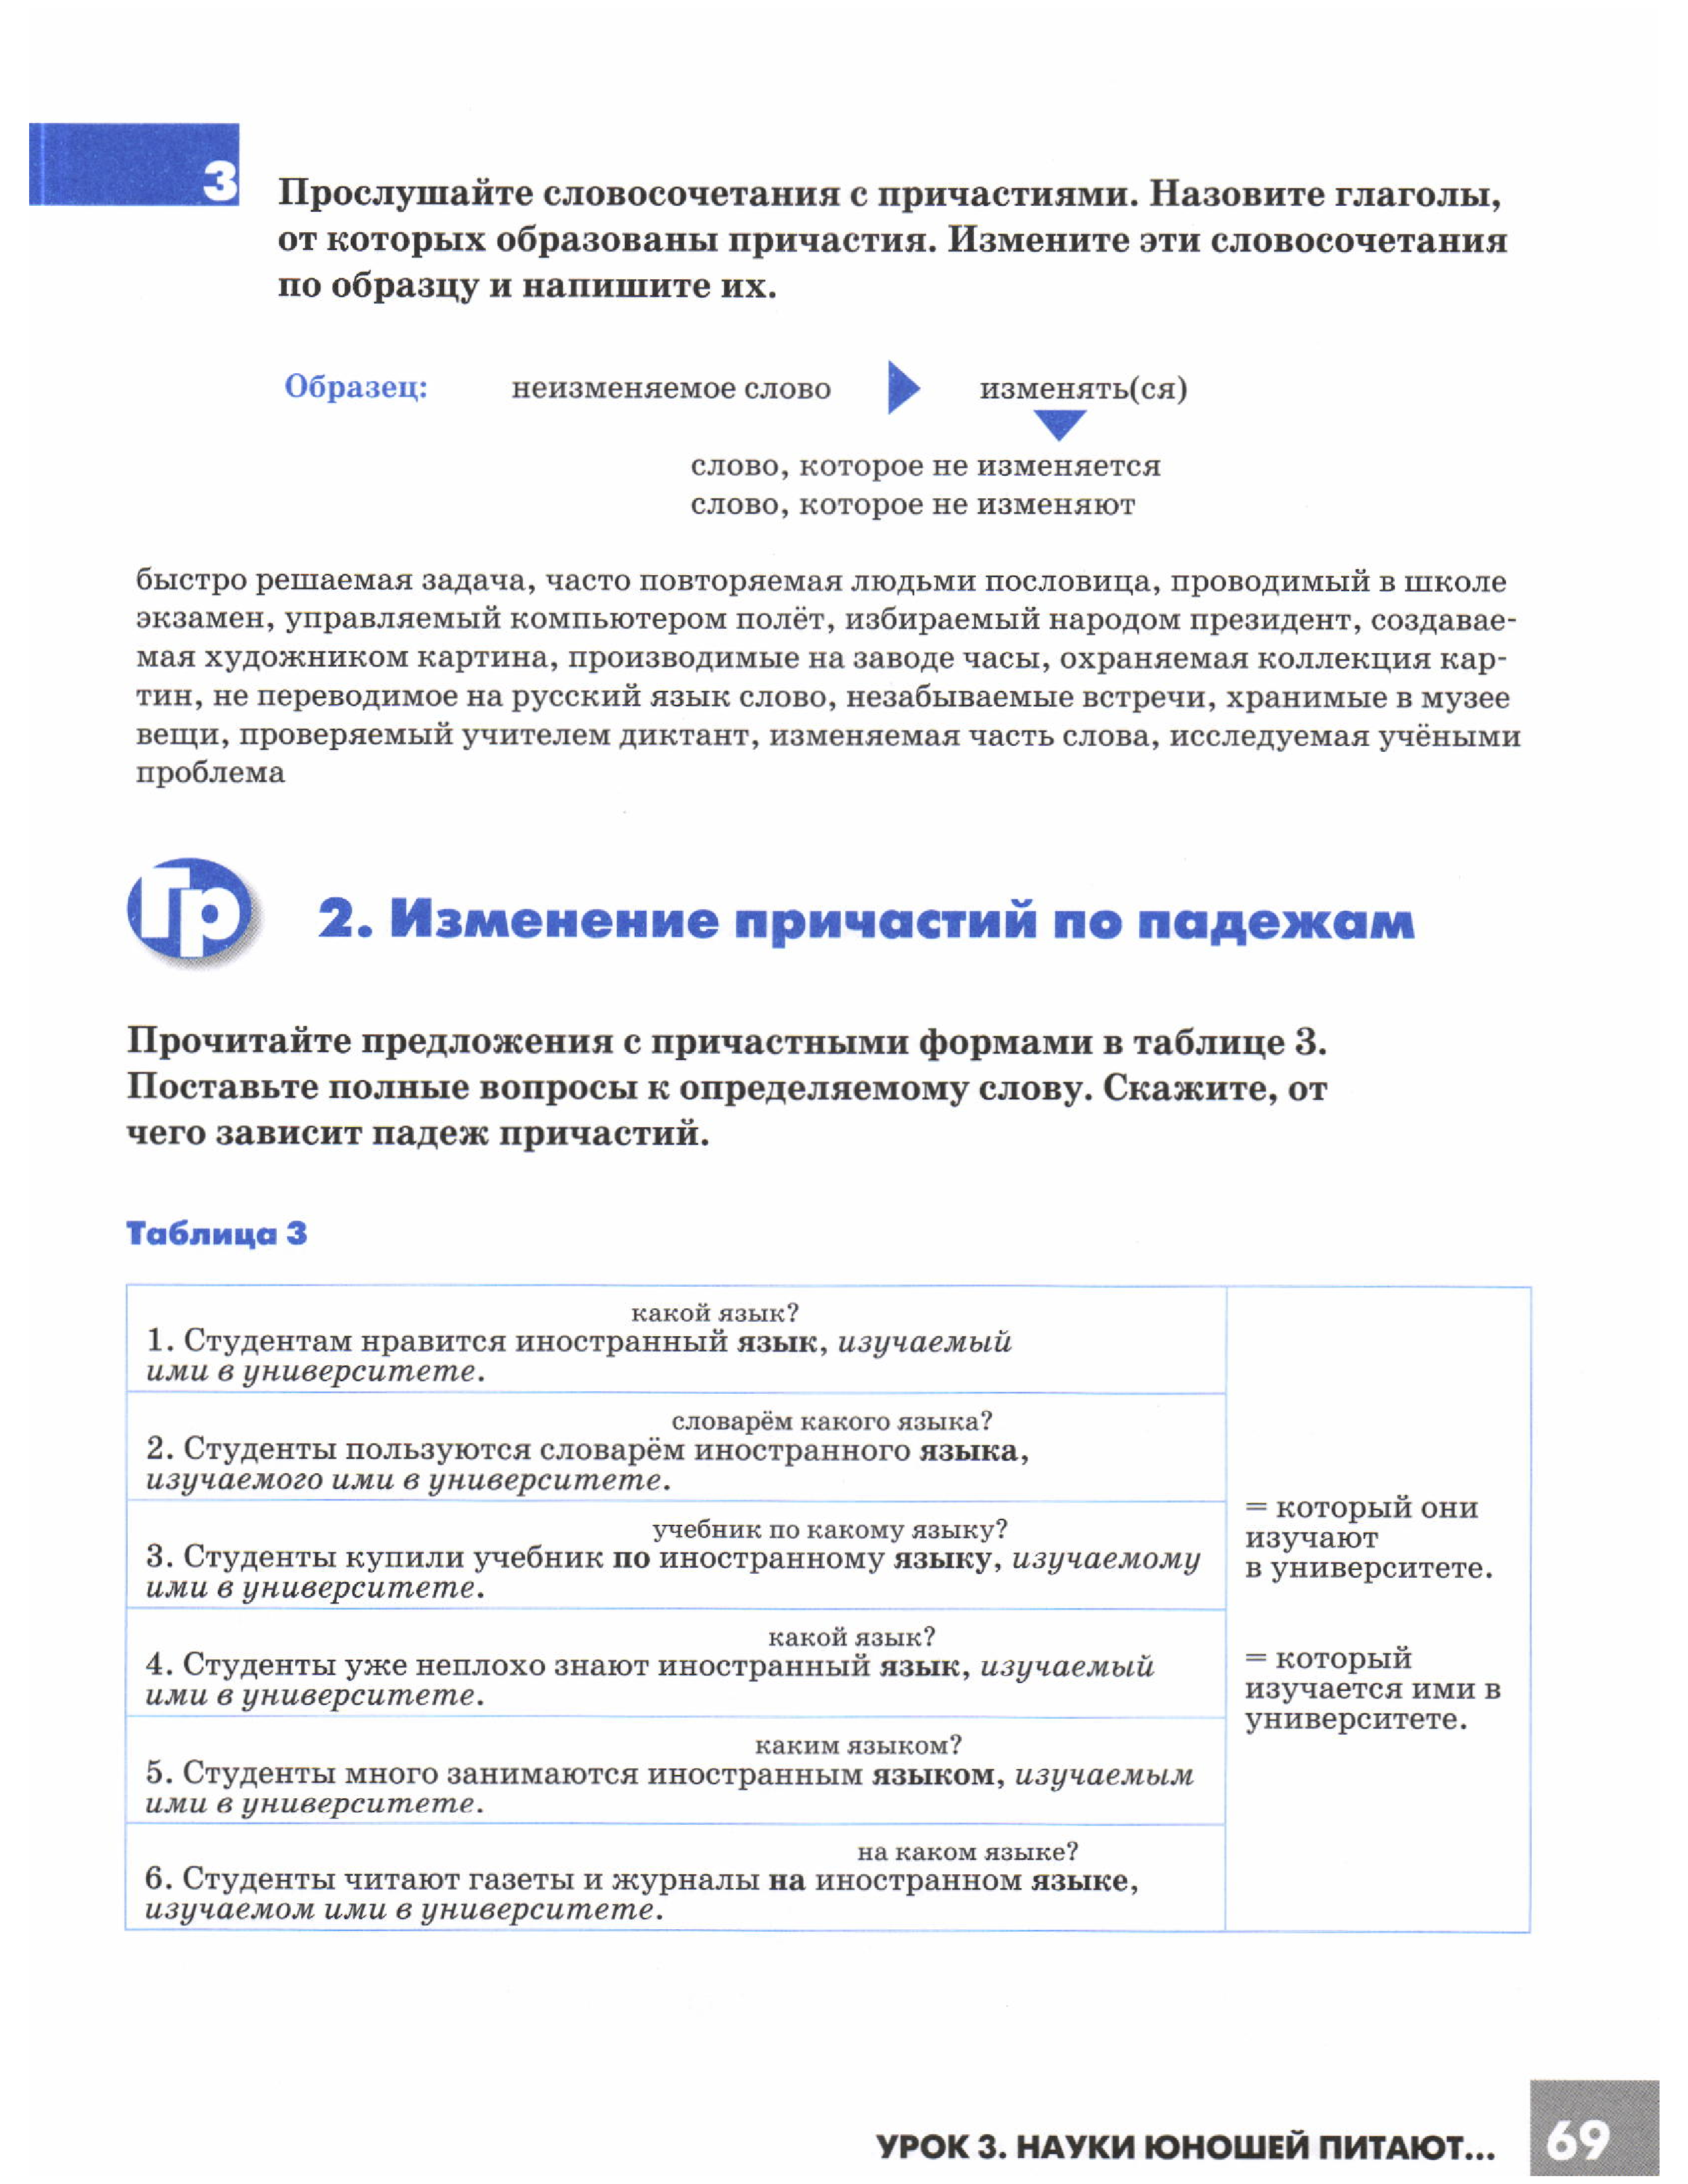 3
Прослушайте словосочетания с причастиями. Назовите глаголы,
от которых образованы причастия. Измените эти словосочетания
по образцу и напишите их.
Образец: неизменяемое слово изменять(ся)
слово, которое не изменяется
слово, которое не изменяют
быстро решаемая задача, часто повторяемая людьми пословица, проводимый в школе
экзамен, управляемый компьютером полёт, избираемый народом президент, создавае-
мая художником картина, производимые на заводе часы, охраняемая коллекция кар-
тин, не переводимое на русский язык слово, незабываемые встречи, хранимые в музее
вещи, проверяемый учителем диктант, изменяемая часть слова, исследуемая учёными
проблема
Гр 2. Изменение причастий по падежам
Прочитайте предложения с причастными формами в таблице 3.
Поставьте полные вопросы к определяемому слову. Скажите, от
чего зависит падеж причастий.
Таблица 3
какой язык?
1. Студентам нравится иностранный язык, изучаемый
ими в университете.
словарём какого языка?
2. Студенты пользуются словарём иностранного языка,
изучаемого ими в университете.
учебник по какому языку?
3. Студенты купили учебник по иностранному языку, изучаемому
ими в университете.
какой язык?
4. Студенты уже неплохо знают иностранный язык, изучаемый
ими в университете.
каким языком?
5. Студенты много занимаются иностранным языком, изучаемым
ими в университете.
на каком языке?
6. Студенты читают газеты и журналы на иностранном языке,
изучаемом ими в университете.
= который они
изучают
в университете.
= который
изучается ими в
университете.
УРОК 3. НАУКИ ЮНОШЕЙ ПИТАЮТ... 69